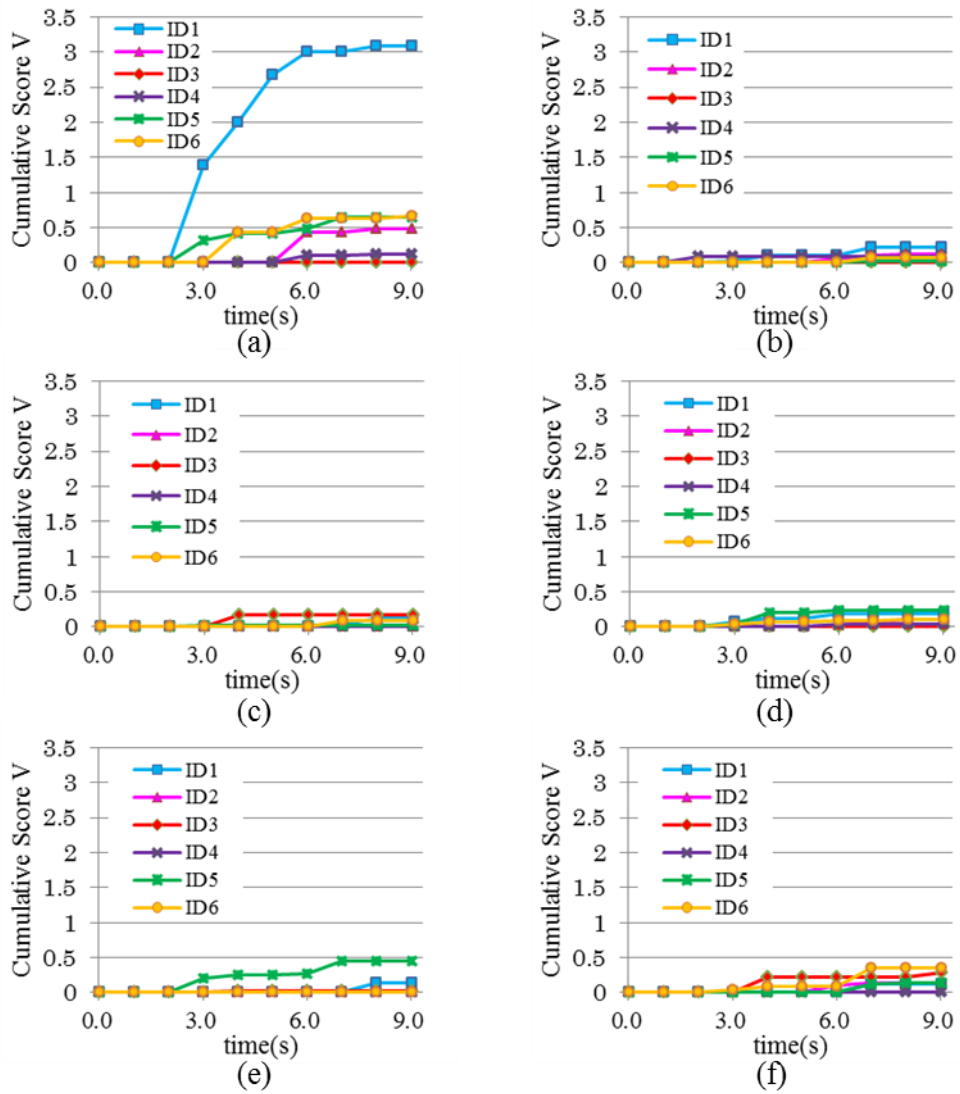 3.5
3
2.5
2
1.5
1
0.5
0
Cumulative Score V
ID1
ID2
ID3
ID4
ID5
ID6
0.0 3.0 6.0 9.0
time(s)
(a)
3.5
3
2.5
2
1.5
1
0.5
0
Cumulative Score V
ID1
ID2
ID3
ID4
ID5
ID6
0.0 3.0 6.0 9.0
time(s)
(b)
3.5
3
2.5
2
1.5
1
0.5
0
Cumulative Score V
ID1
ID2
ID3
ID4
ID5
ID6
0.0 3.0 6.0 9.0
time(s)
(c)
3.5
3
2.5
2
1.5
1
0.5
0
Cumulative Score V
ID1
ID2
ID3
ID4
ID5
ID6
0.0 3.0 6.0 9.0
time(s)
(d)
3.5
3
2.5
2
1.5
1
0.5
0
Cumulative Score V
ID1
ID2
ID3
ID4
ID5
ID6
0.0 3.0 6.0 9.0
time(s)
(e)
3.5
3
2.5
2
1.5
1
0.5
0
Cumulative Score V
ID1
ID2
ID3
ID4
ID5
ID6
0.0 3.0 6.0 9.0
time(s)
(f)